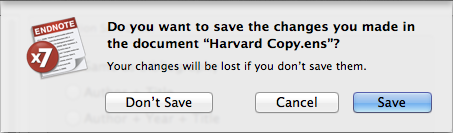 ENDNOTE
X7
Do you want to save the changes you made in
the document “Harvard Copy.ens”?
Your changes will be lost if you don’t save them.
Don’t Save
Cancel
Save